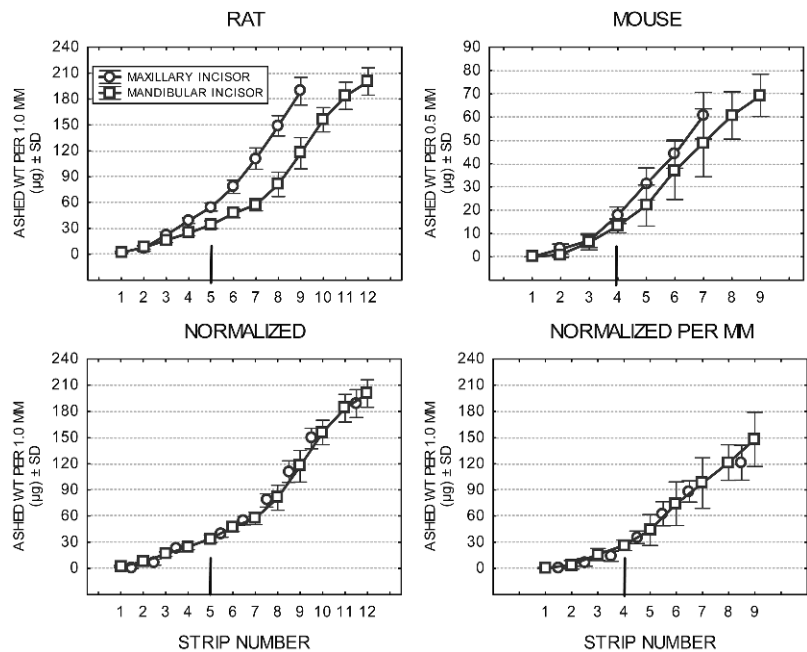 RAT
240
210
180
150
120
90
60
30
0
ASHED WT PER 1.0 MM
(µg) ± SD
MAXILLARY INCISOR
MANDIBULAR INCISOR
1 2 3 4 5 6 7 8 9 10 11 12
MOUSE
90
80
70
60
50
40
30
20
10
0
ASHED WT PER 0.5 MM
(µg) ± SD
1 2 3 4 5 6 7 8 9
NORMALIZED
240
210
180
150
120
90
60
30
0
ASHED WT PER 1.0 MM
(µg) ± SD
1 2 3 4 5 6 7 8 9 10 11 12
STRIP NUMBER
NORMALIZED PER MM
240
210
180
150
120
90
60
30
0
ASHED WT PER 1.0 MM
(µg) ± SD
1 2 3 4 5 6 7 8 9
STRIP NUMBER